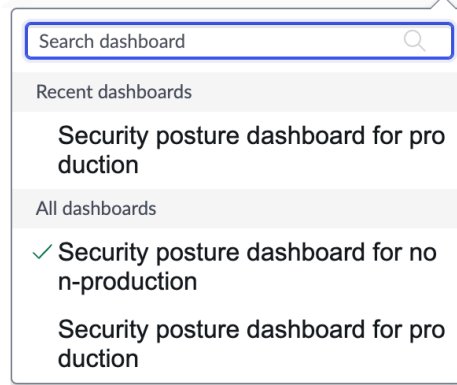 Search dashboard
Recent dashboards
Security posture dashboard for pro
duction
All dashboards
Security posture dashboard for no
n-production
Security posture dashboard for pro
duction